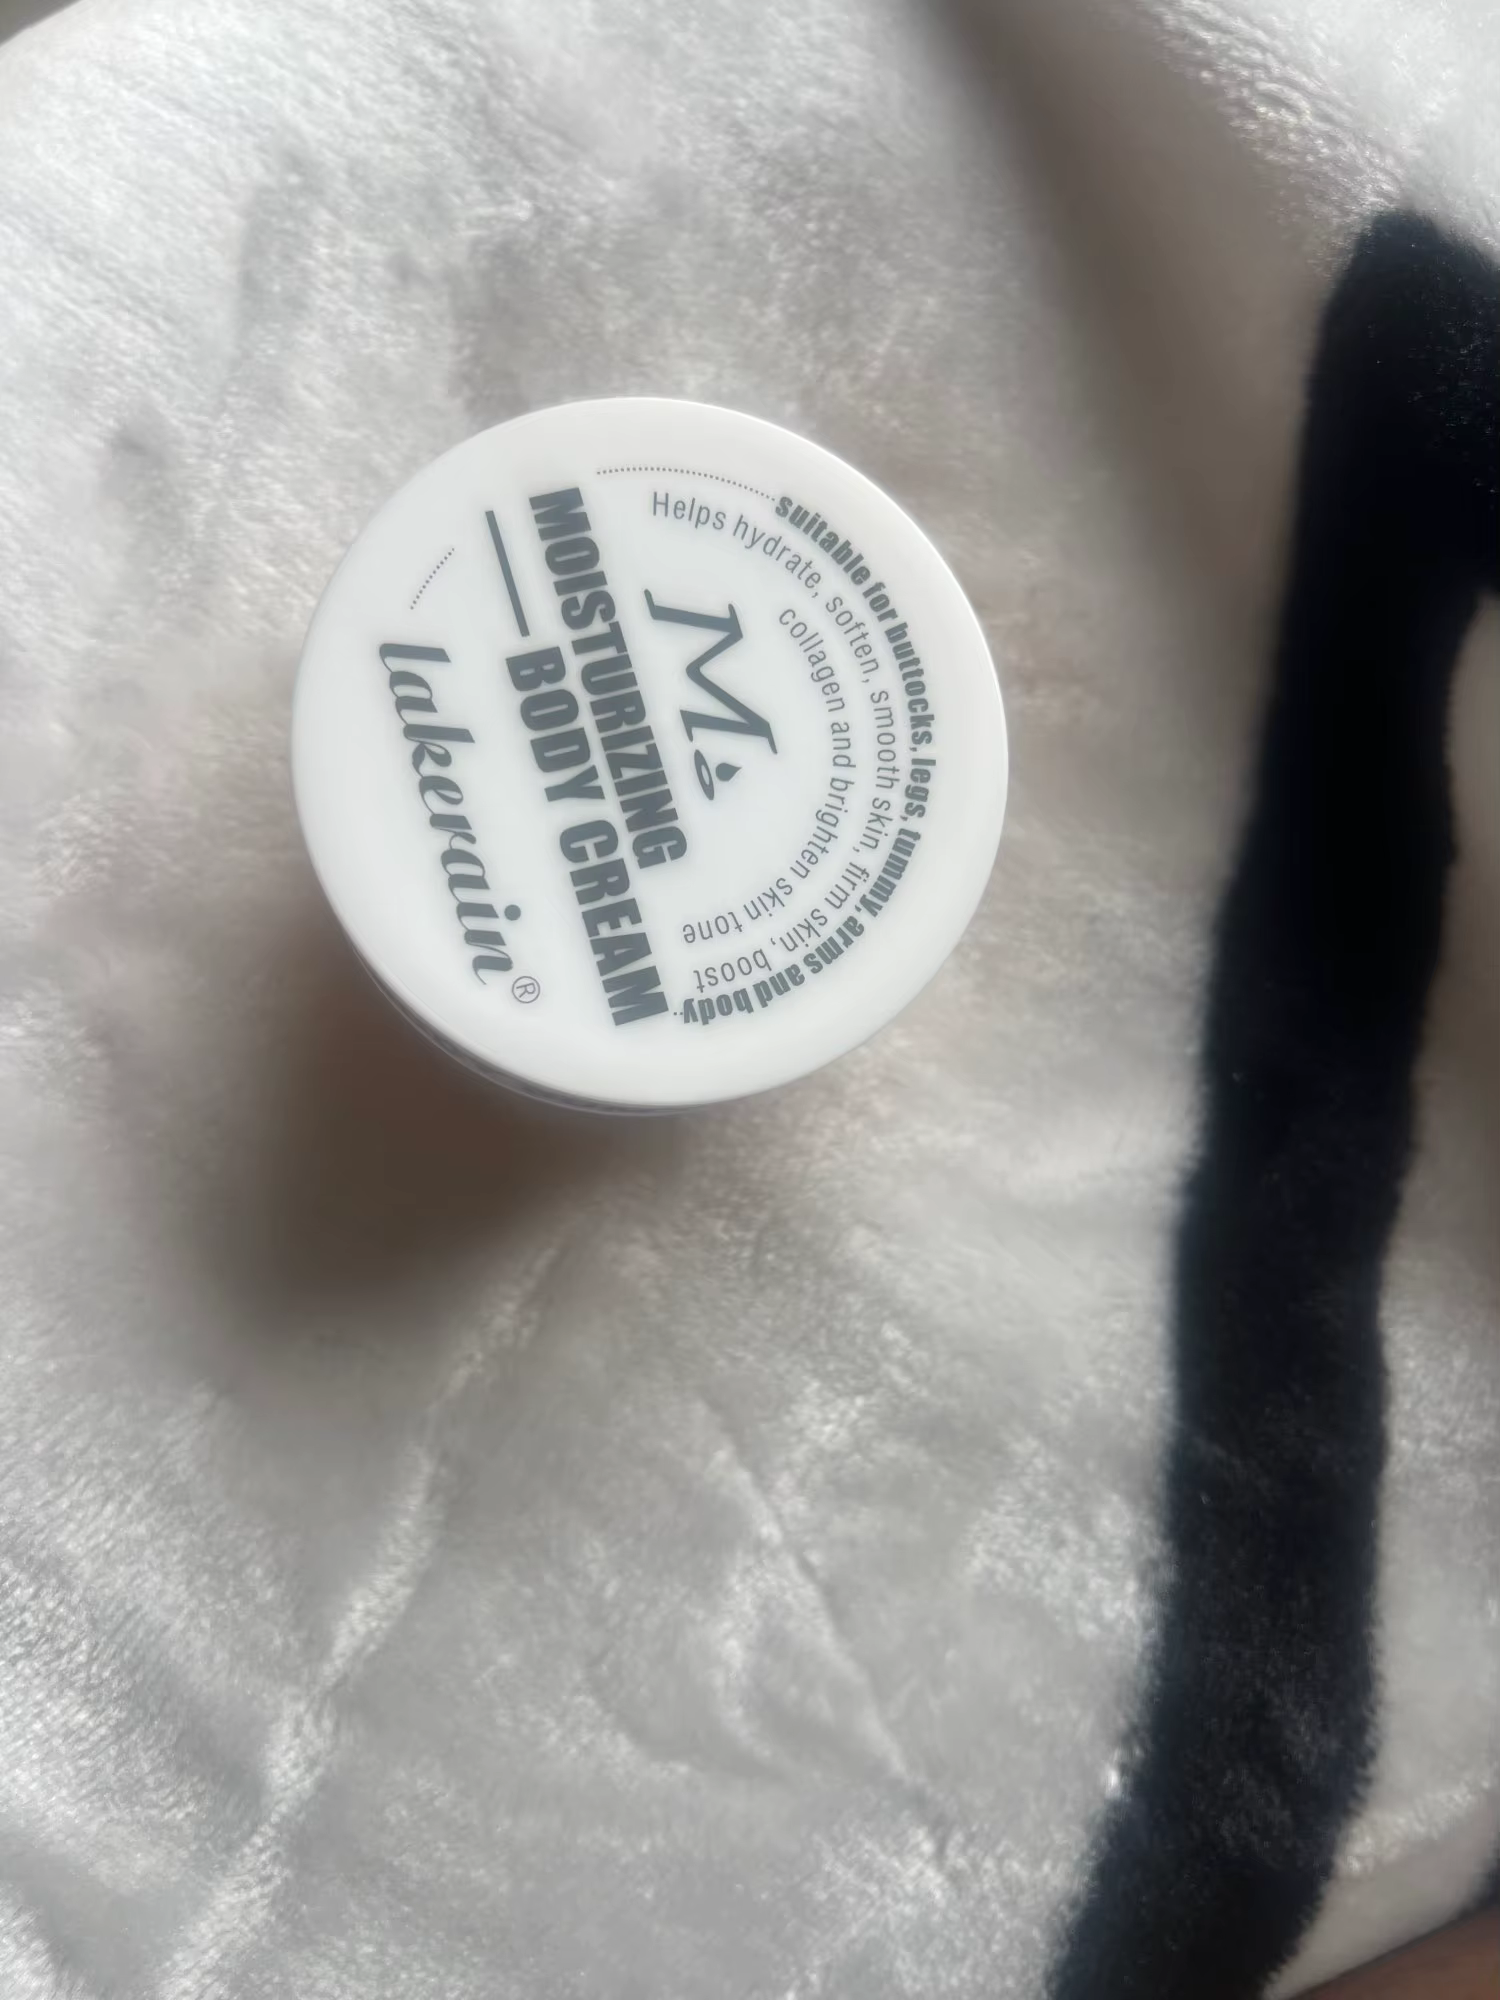 suitable for buttocks, legs, tummy, arms and body
Helps hydrate, soften, smooth skin, firm skin, boost
collagen and brighten skin tone
M
MOISTURIZING
BODY CREAM
lakerain®